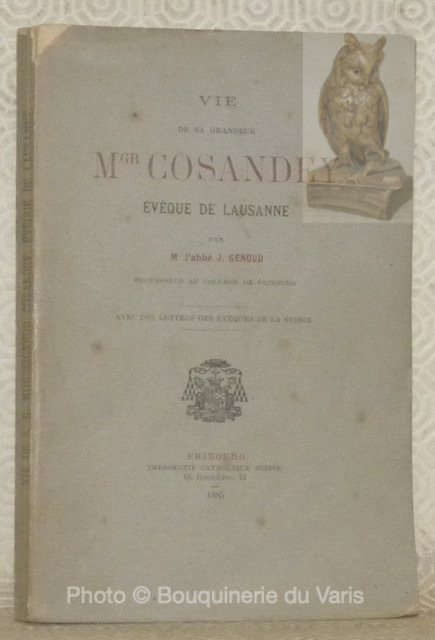 VIE
DE SA GRANDEUR
MGR COSANDEY
ÉVÊQUE DE LAUSANNE
PAR
M. l'abbé J. GENOUD
PROFESSEUR AU COLLÈGE DE FRIBOURG
AVEC DES LETTRES DES ÉVÊQUES DE LA SUISSE
FRIBOURG
IMPRIMERIE CATHOLIQUE SUISSE
1885
Photo © Bouquinerie du Varis